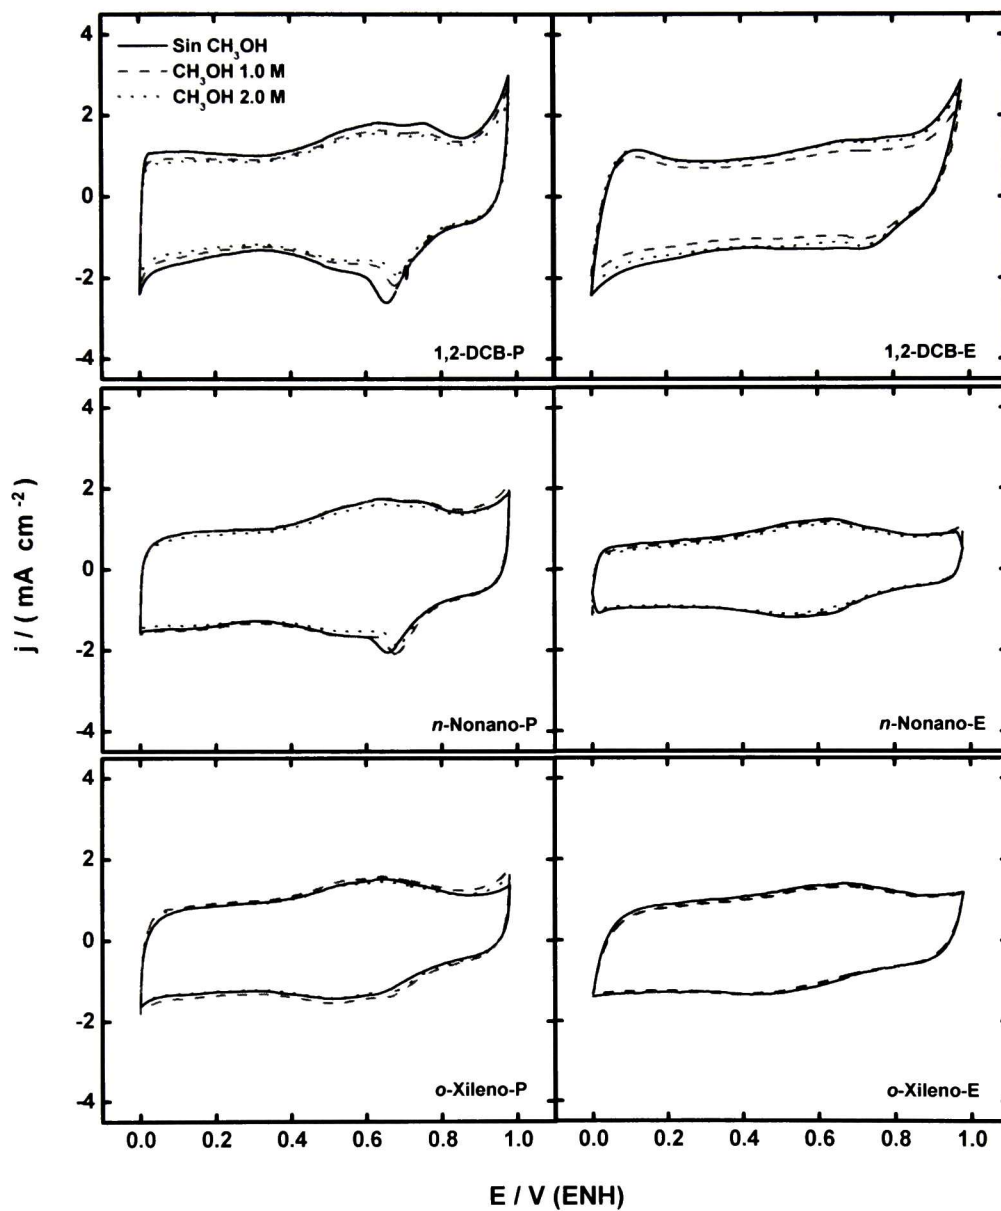 4
2
0
-2
-4
Sin CH₃OH
CH₃OH 1.0 M
CH₃OH 2.0 M
1,2-DCB-P
1,2-DCB-E
4
2
0
-2
-4
n-Nonano-P
n-Nonano-E
4
2
0
-2
-4
o-Xileno-P
o-Xileno-E
0.0 0.2 0.4 0.6 0.8 1.0 0.0 0.2 0.4 0.6 0.8 1.0
j / ( mA cm ⁻²)
E / V (ENH)